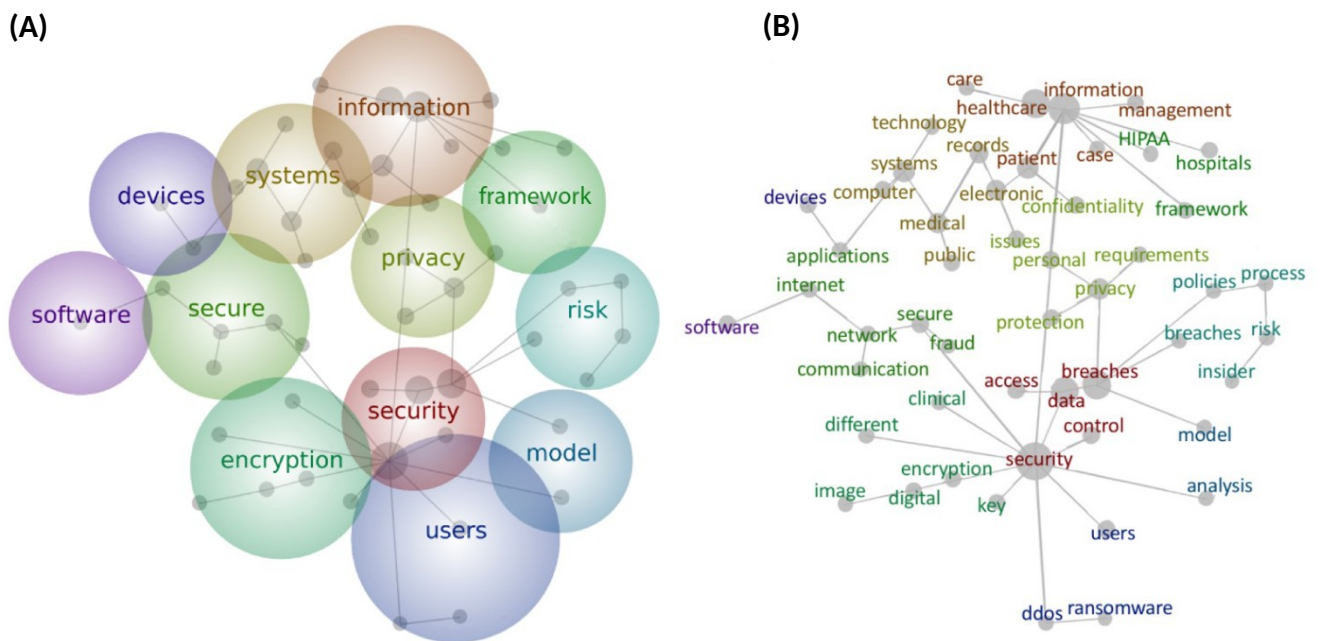 (A)
information
systems
devices
framework
privacy
software
secure
risk
security
encryption
model
users
(B)
care
information
healthcare
management
technology
HIPAA
records
case
hospitals
patient
systems
devices
computer
electronic
confidentiality
framework
medical
issues
public
applications
personal
requirements
process
policies
internet
privacy
software
secure
protection
network
fraud
breaches
risk
communication
access
breaches
insider
clinical
data
different
control
model
security
encryption
image
digital
key
analysis
users
ddos
ransomware